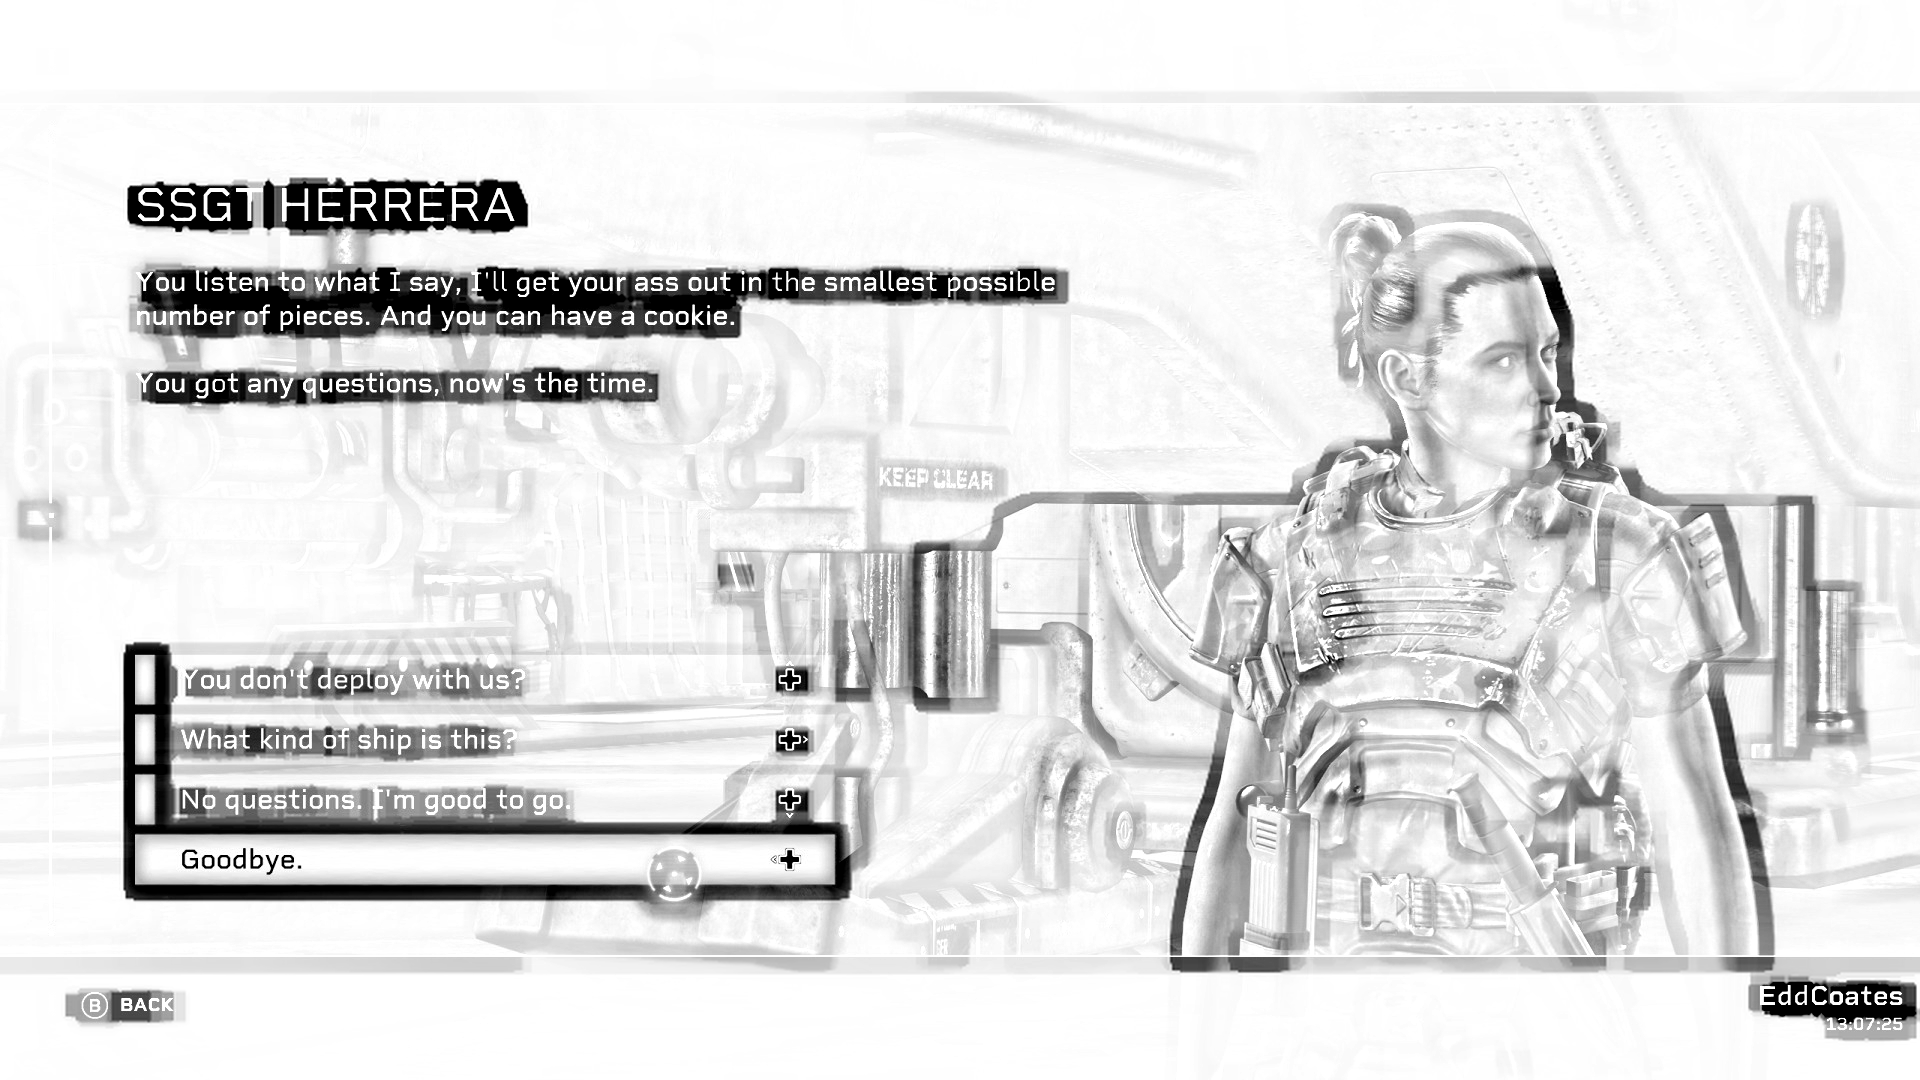 SSGT HERRERA
You listen to what I say, I'll get your ass out in the smallest possible
number of pieces. And you can have a cookie.
You got any questions, now's the time.
KEEP CLEAR
You don't deploy with us?
What kind of ship is this?
No questions. I'm good to go.
Goodbye.
B BACK
EddCoates
13:07:25